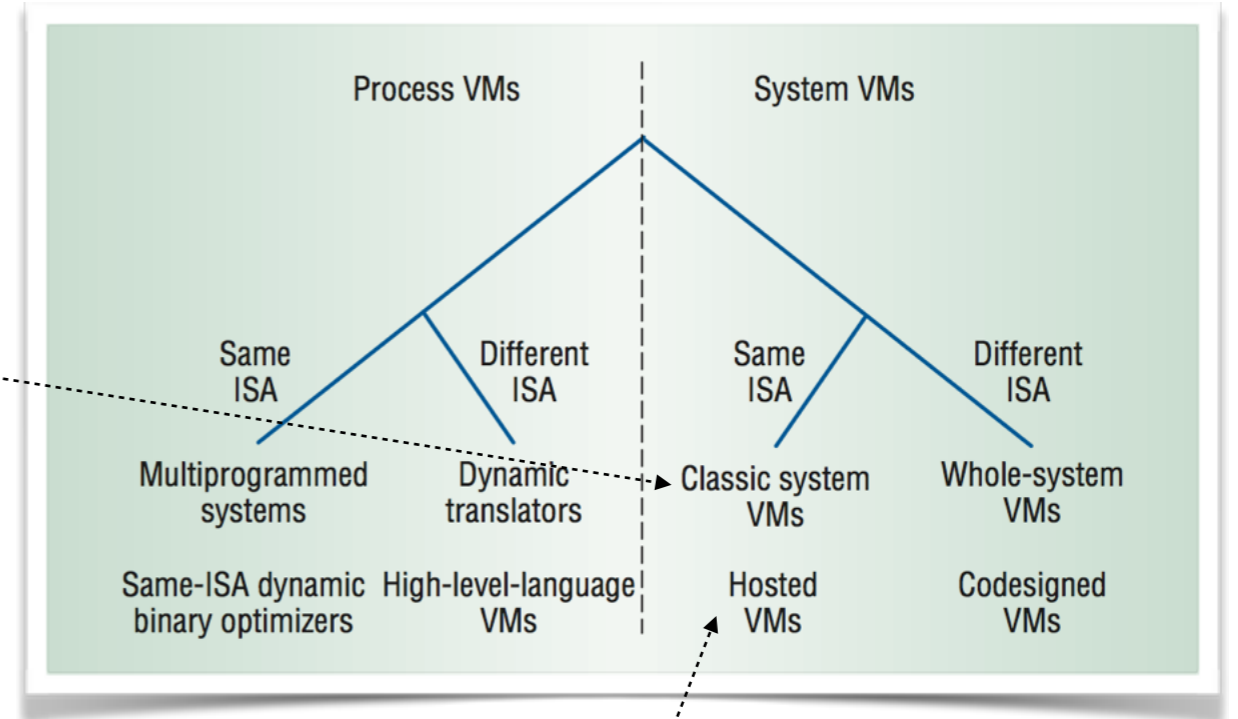 Process VMs
System VMs
Same
ISA
Different
ISA
Same
ISA
Different
ISA
Multiprogrammed
systems
Dynamic
translators
Classic system
VMs
Whole-system
VMs
Same-ISA dynamic
binary optimizers
High-level-language
VMs
Hosted
VMs
Codesigned
VMs